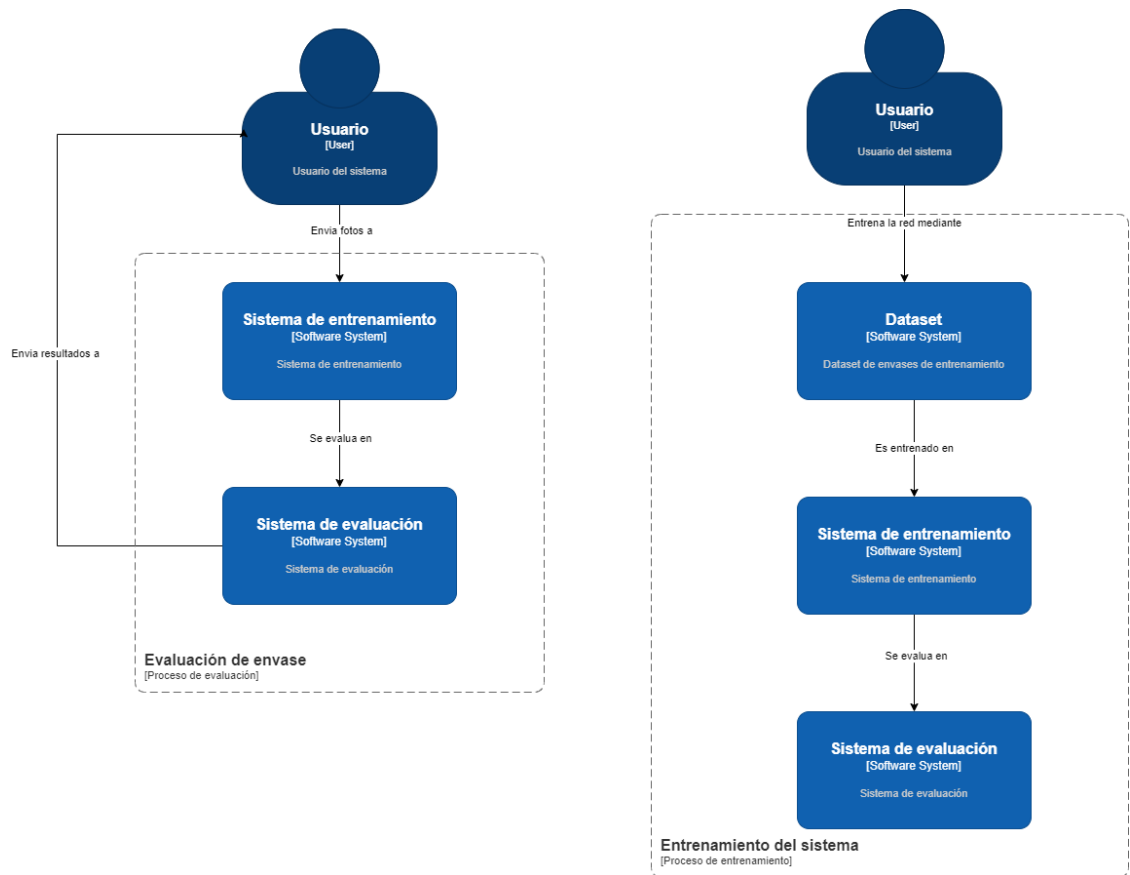 Usuario
[User]
Usuario del sistema
Envia fotos a
Sistema de entrenamiento
[Software System]
Sistema de entrenamiento
Envia resultados a
Se evalua en
Sistema de evaluación
[Software System]
Sistema de evaluación
Evaluación de envase
[Proceso de evaluación]
Usuario
[User]
Usuario del sistema
Entrena la red mediante
Dataset
[Software System]
Dataset de envases de entrenamiento
Es entrenado en
Sistema de entrenamiento
[Software System]
Sistema de entrenamiento
Se evalua en
Sistema de evaluación
[Software System]
Sistema de evaluación
Entrenamiento del sistema
[Proceso de entrenamiento]